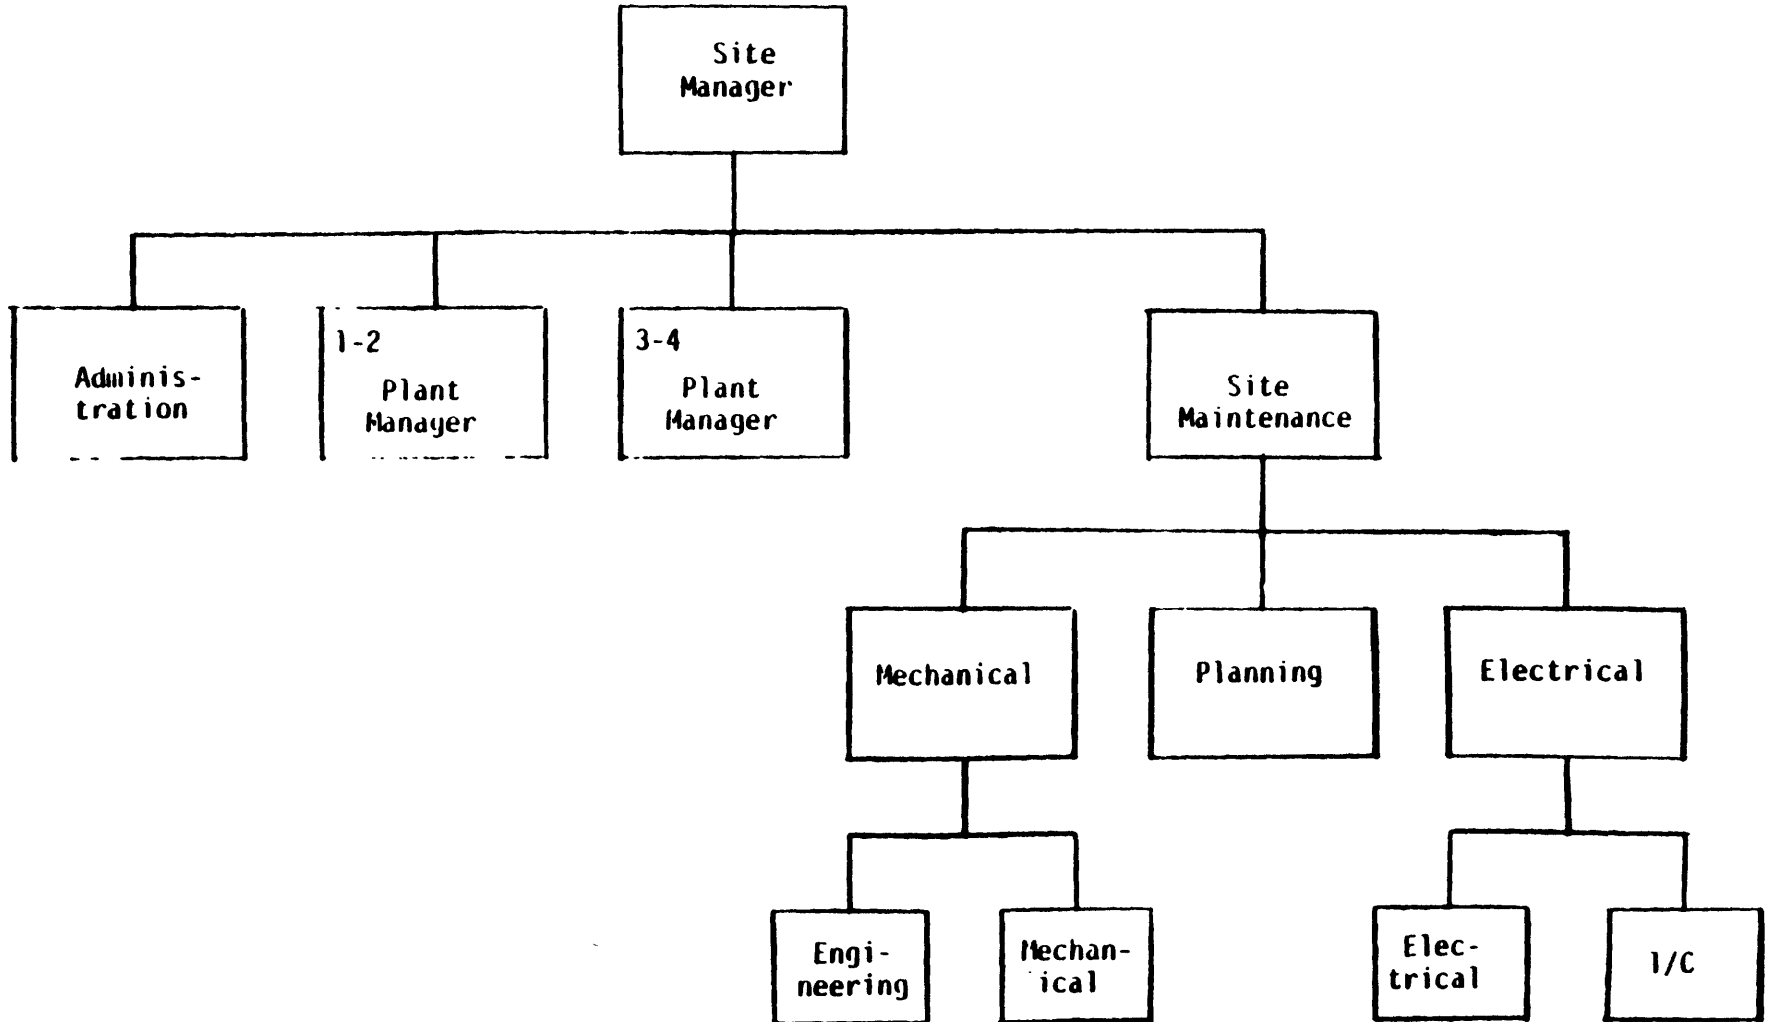 Site
Manager
Adminis-
tration
1-2
Plant
Manager
3-4
Plant
Manager
Site
Maintenance
Mechanical
Planning
Electrical
Engi-
neering
Mechan-
ical
Elec-
trical
I/C